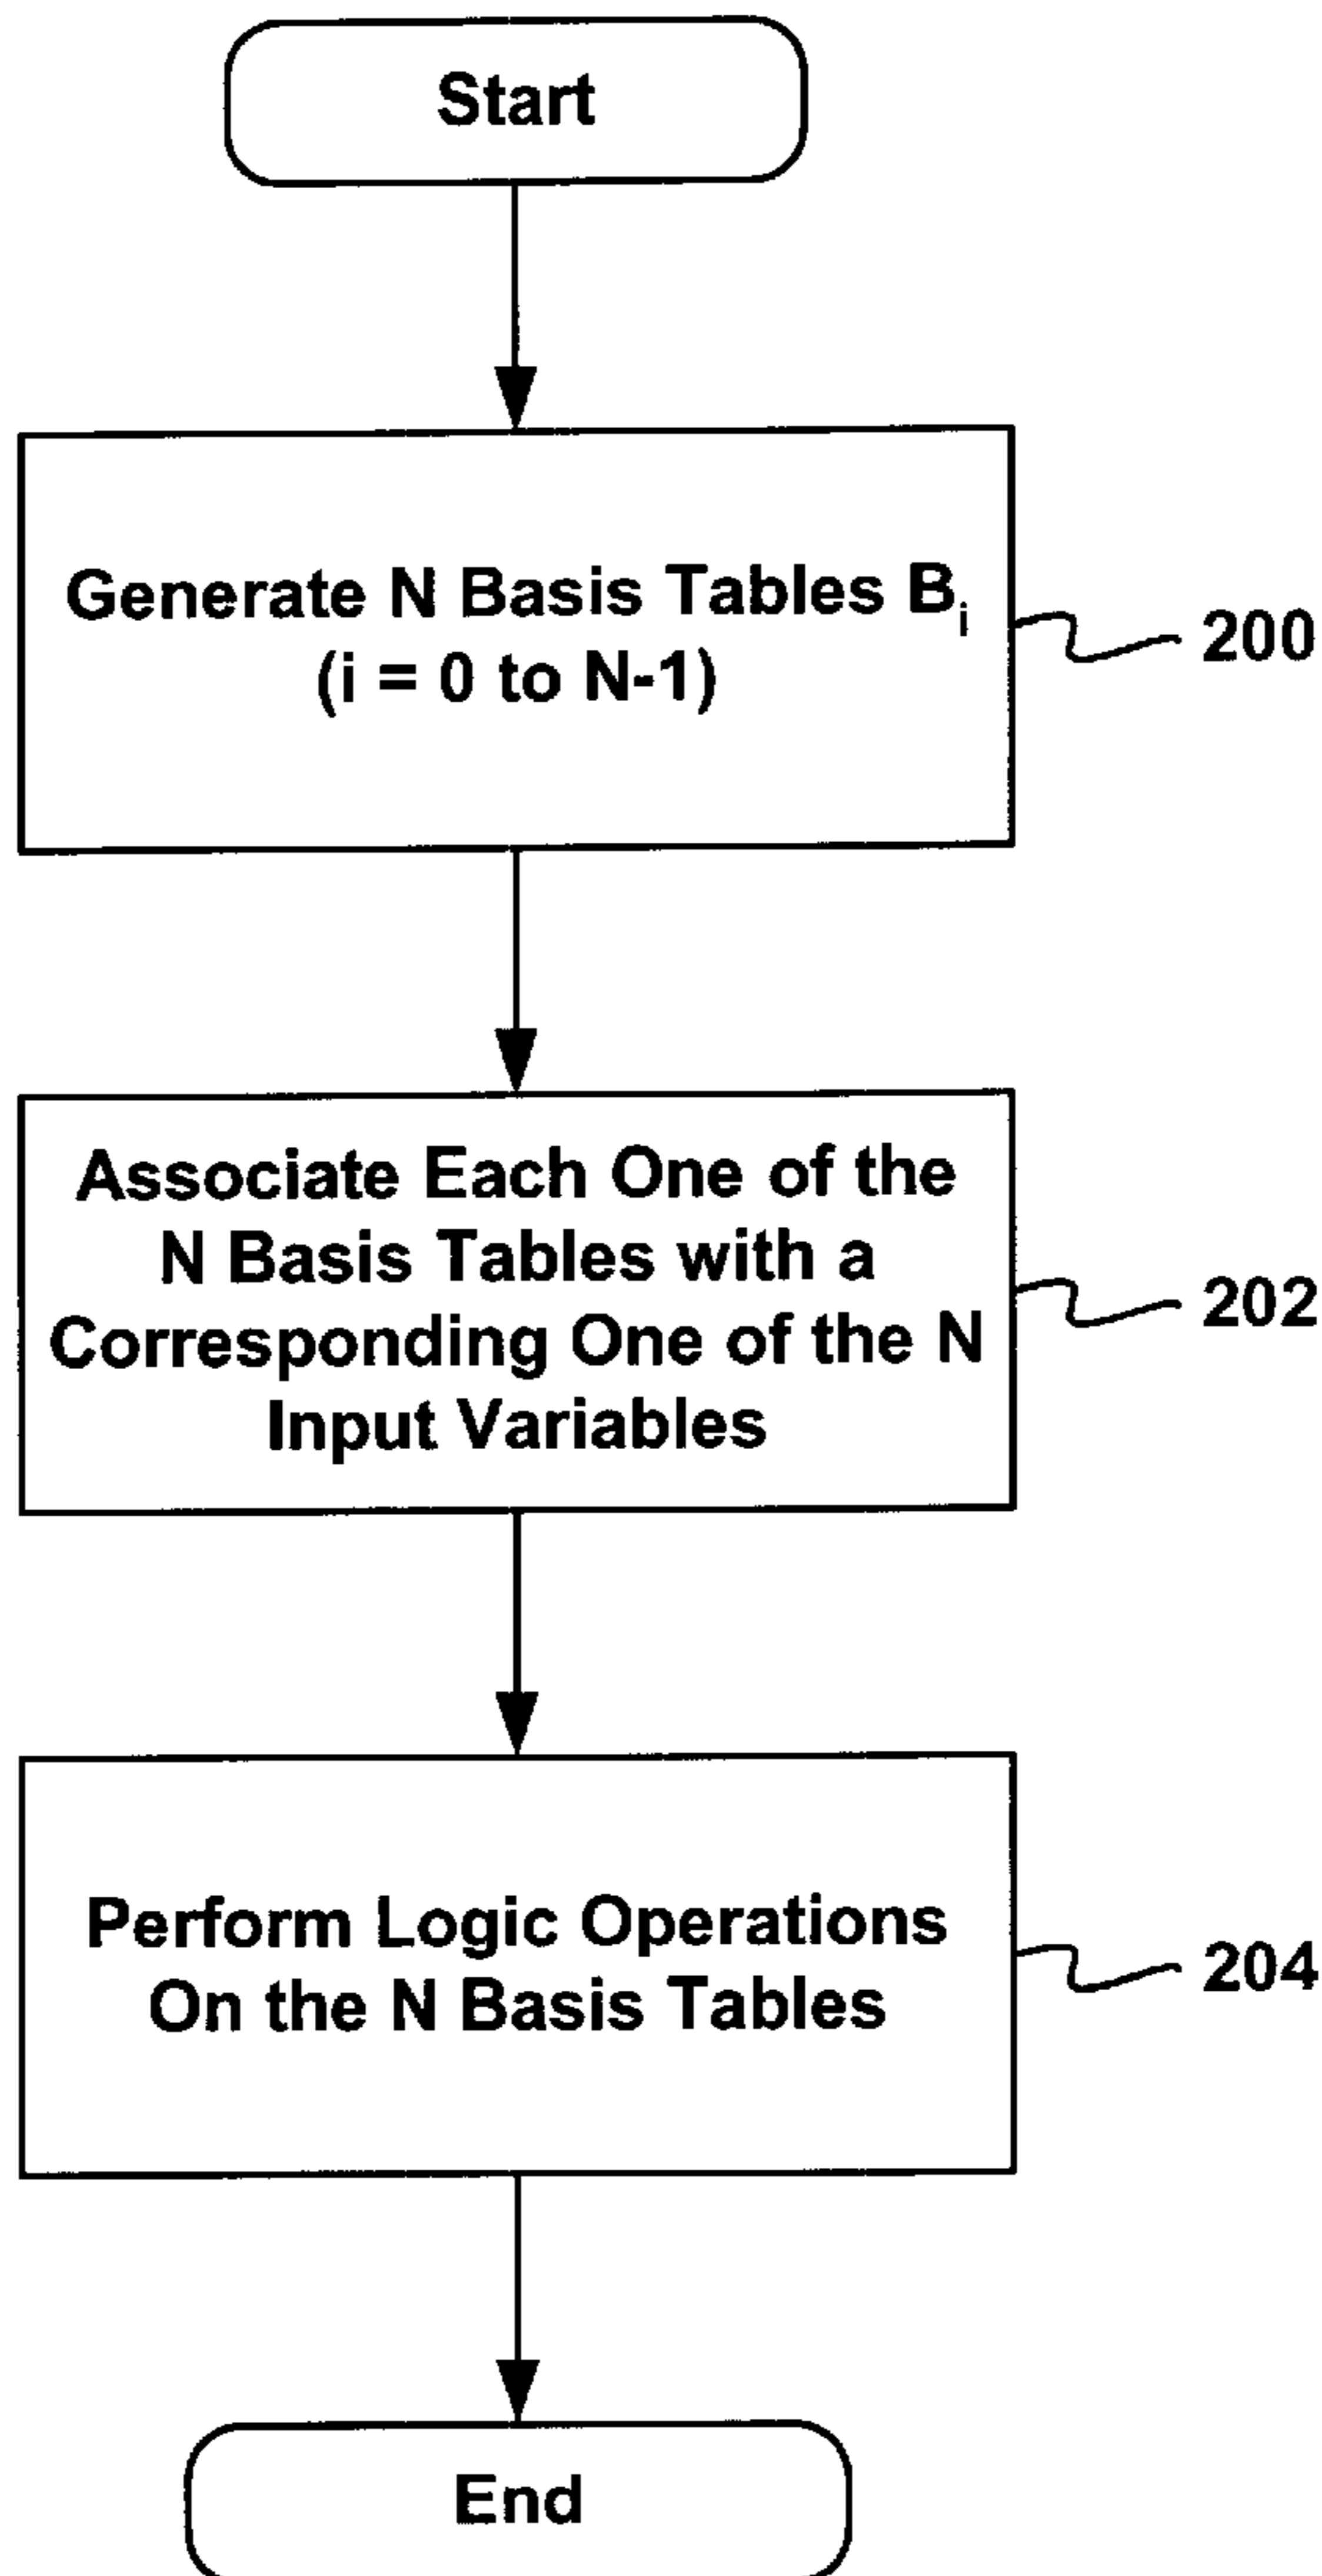 Start
Generate N Basis Tables Bi
(i = 0 to N-1)
200
Associate Each One of the
N Basis Tables with a
Corresponding One of the N
Input Variables
202
Perform Logic Operations
On the N Basis Tables
204
End